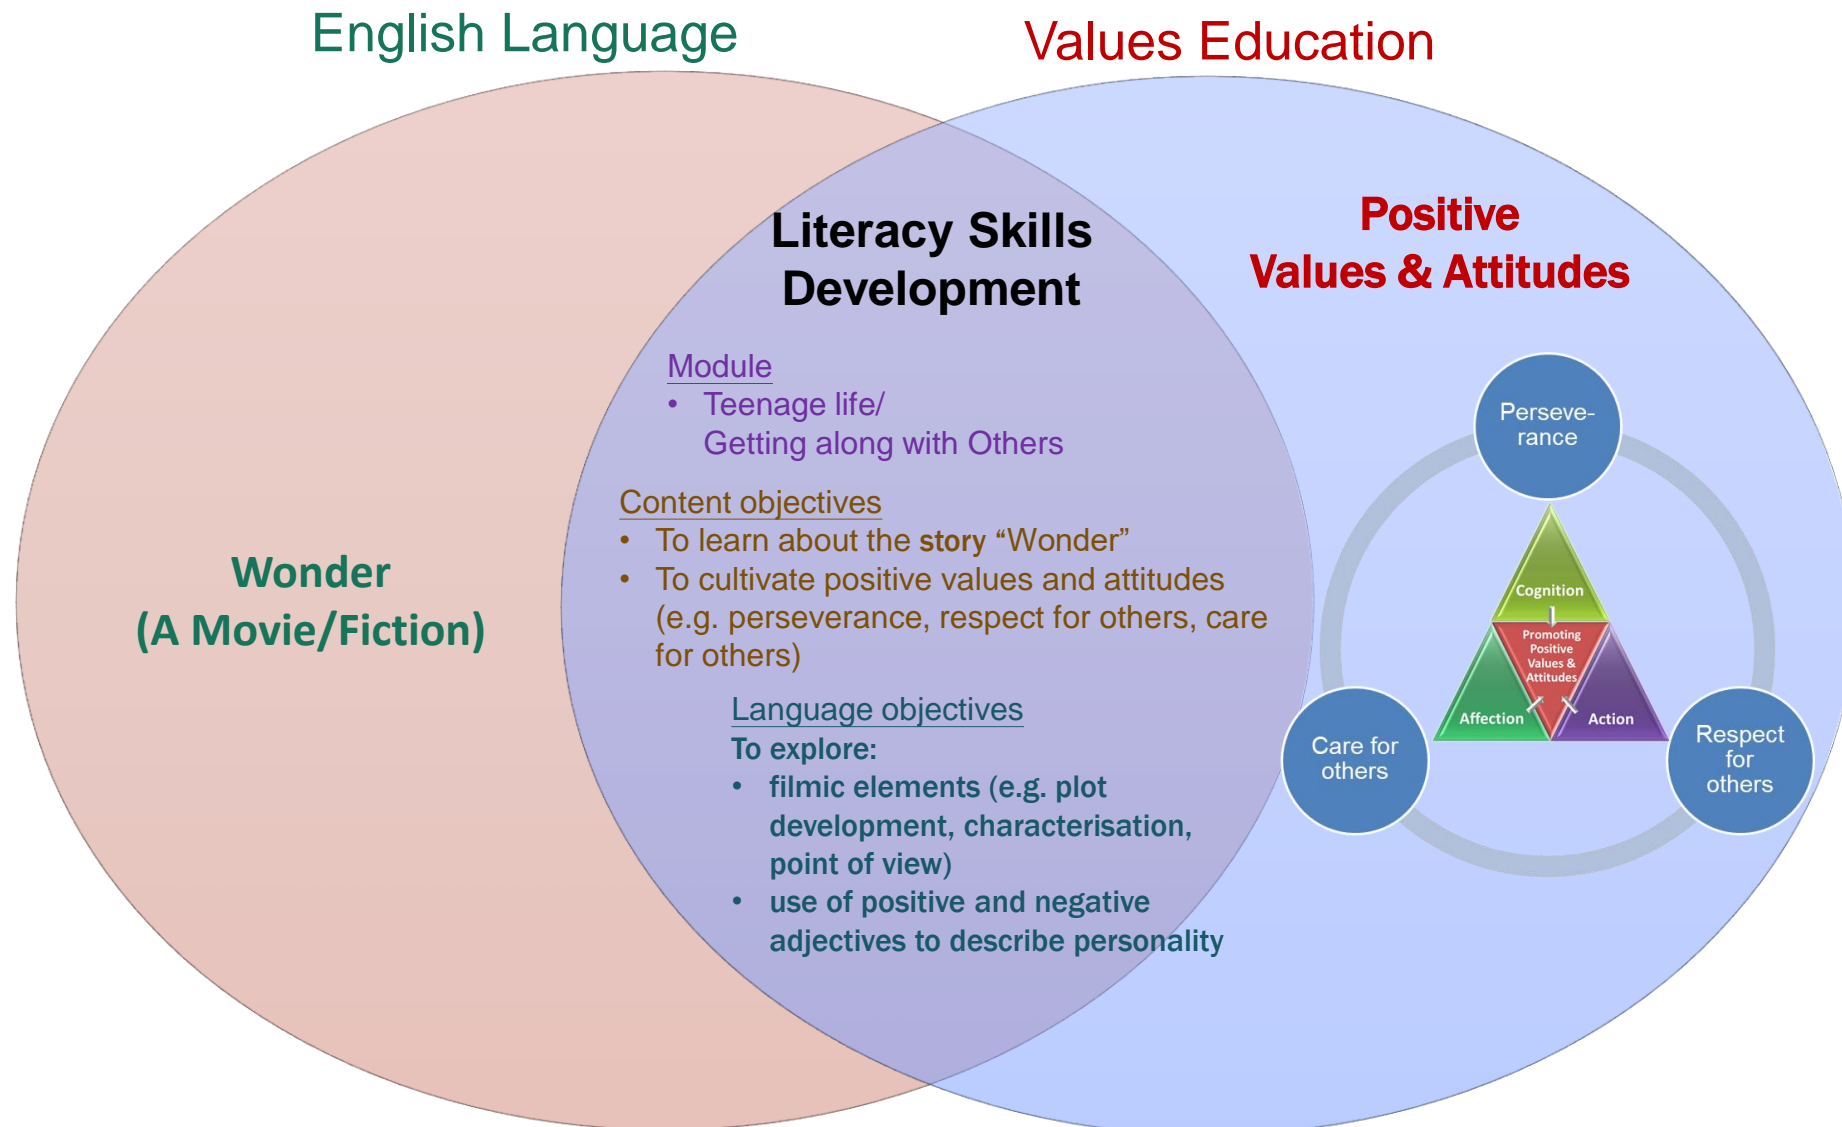 English Language
Values Education
Literacy Skills
Development
Module
• Teenage life/
Getting along with Others
Content objectives
• To learn about the story “Wonder”
• To cultivate positive values and attitudes
(e.g. perseverance, respect for others, care
for others)
Language objectives
To explore:
• filmic elements (e.g. plot
development, characterisation,
point of view)
• use of positive and negative
adjectives to describe personality
Wonder
(A Movie/Fiction)
Positive
Values & Attitudes
Perseve-
rance
Cognition
Promoting
Positive
Values &
Attitudes
Affection
Action
Care for
others
Respect
for
others